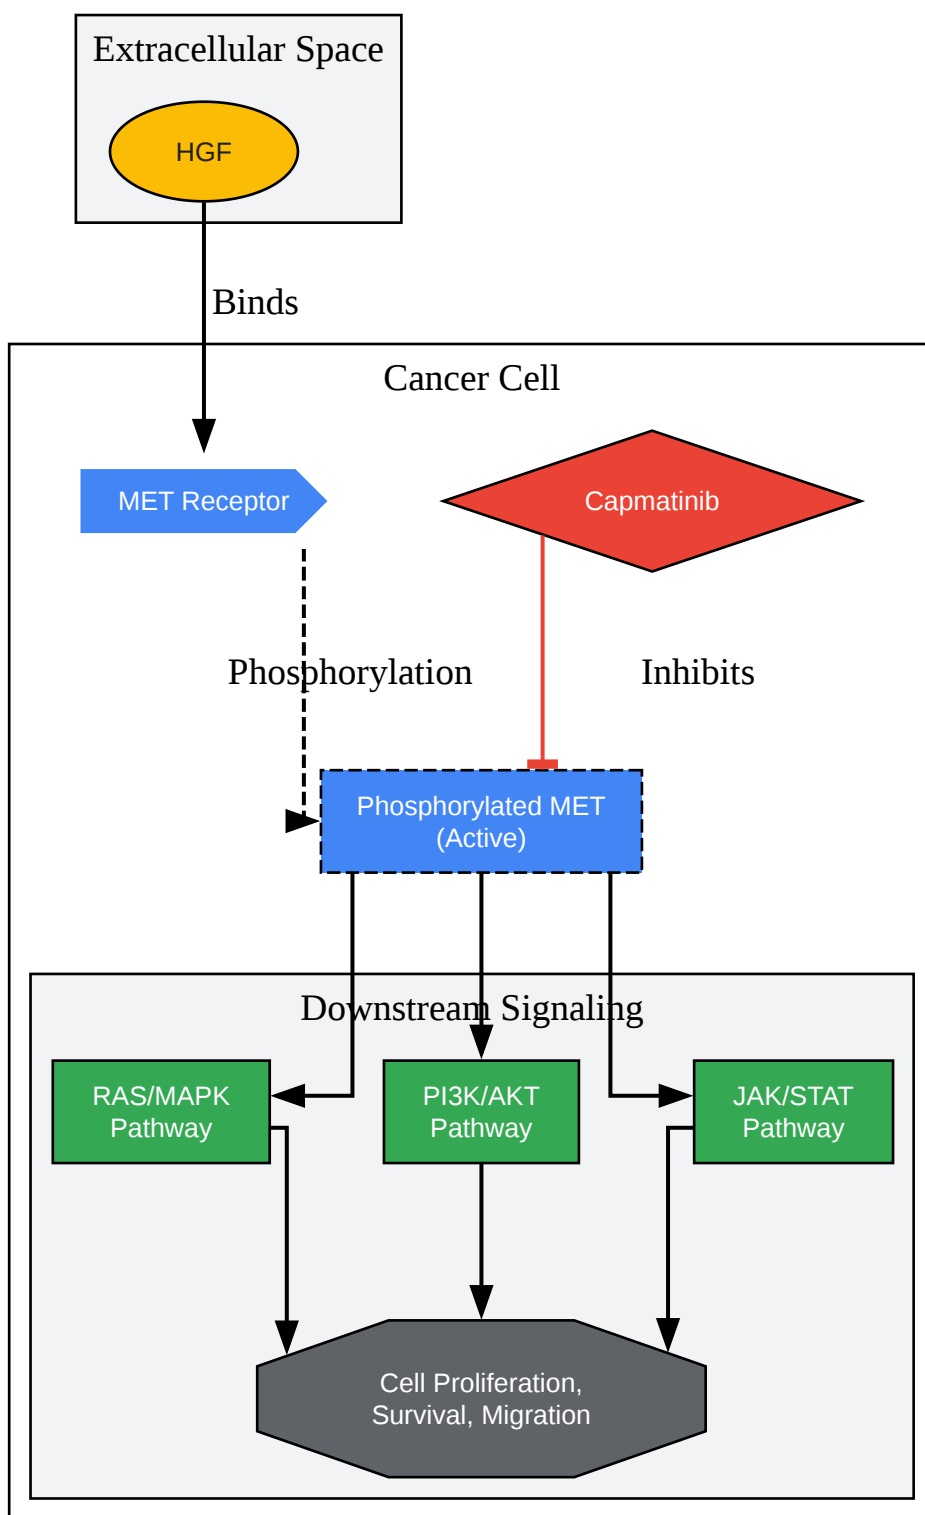 Extracellular Space
HGF
Binds
Cancer Cell
MET Receptor
Capmatinib
Phosphorylation
Inhibits
Phosphorylated MET
(Active)
Downstream Signaling
RAS/MAPK
Pathway
PI3K/AKT
Pathway
JAK/STAT
Pathway
Cell Proliferation,
Survival, Migration